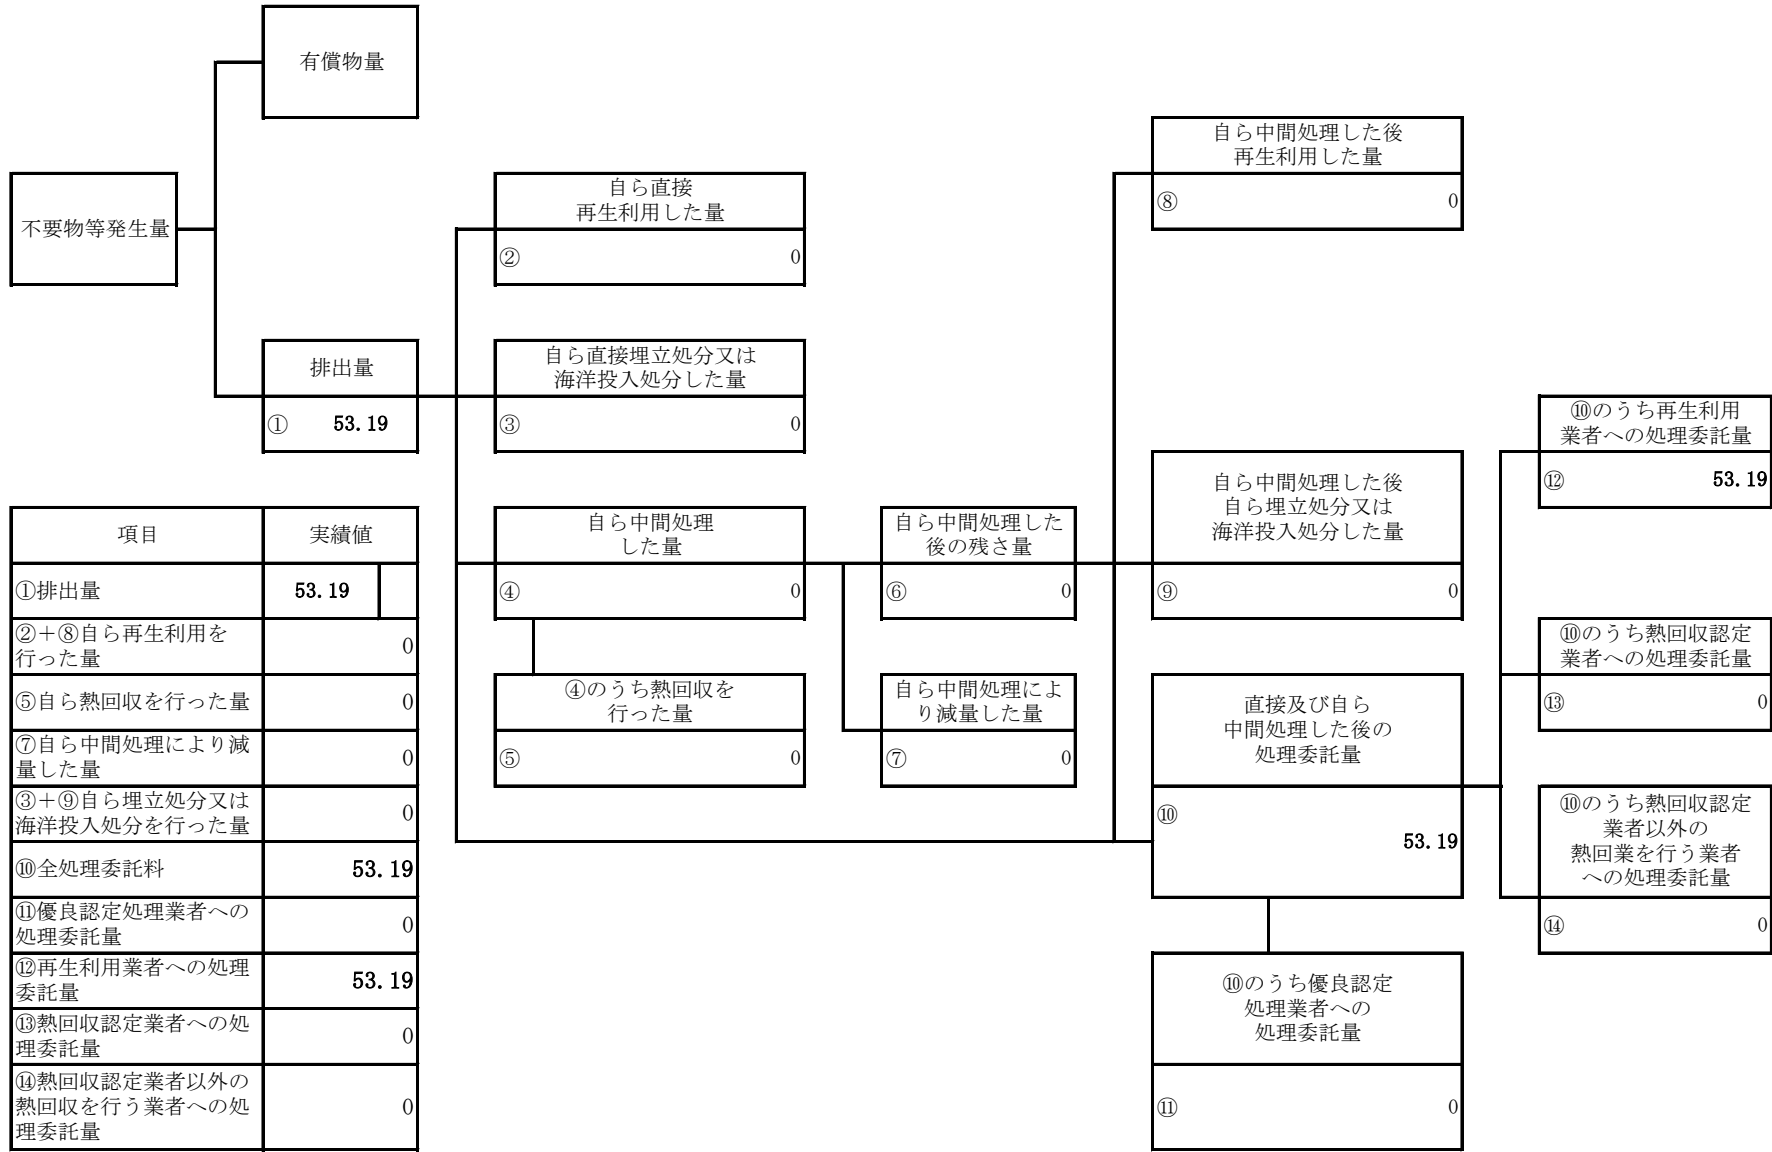 有償物量
不要物等発生量
排出量
① 53.19
自ら直接
再生利用した量
② 0
自ら直接埋立処分又は
海洋投入処分した量
③ 0
自ら中間処理
した量
④ 0
④のうち熱回収を
行った量
⑤ 0
自ら中間処理した
後の残さ量
⑥ 0
自ら中間処理によ
り減量した量
⑦ 0
自ら中間処理した後
再生利用した量
⑧ 0
自ら中間処理した後
自ら埋立処分又は
海洋投入処分した量
⑨ 0
直接及び自ら
中間処理した後の
処理委託量
⑩
53.19
⑩のうち優良認定
処理業者への
処理委託量
⑪ 0
⑩のうち再生利用
業者への処理委託量
⑫ 53.19
⑩のうち熱回収認定
業者への処理委託量
⑬ 0
⑩のうち熱回収認定
業者以外の
熱回業を行う業者
への処理委託量
⑭ 0
項目 実績値
①排出量 53.19
②＋⑧自ら再生利用を
行った量 0
⑤自ら熱回収を行った量 0
⑦自ら中間処理により減
量した量 0
③＋⑨自ら埋立処分又は
海洋投入処分を行った量 0
⑩全処理委託料 53.19
⑪優良認定処理業者への
処理委託量 0
⑫再生利用業者への処理
委託量 53.19
⑬熱回収認定業者への処
理委託量 0
⑭熱回収認定業者以外の
熱回収を行う業者への処
理委託量 0